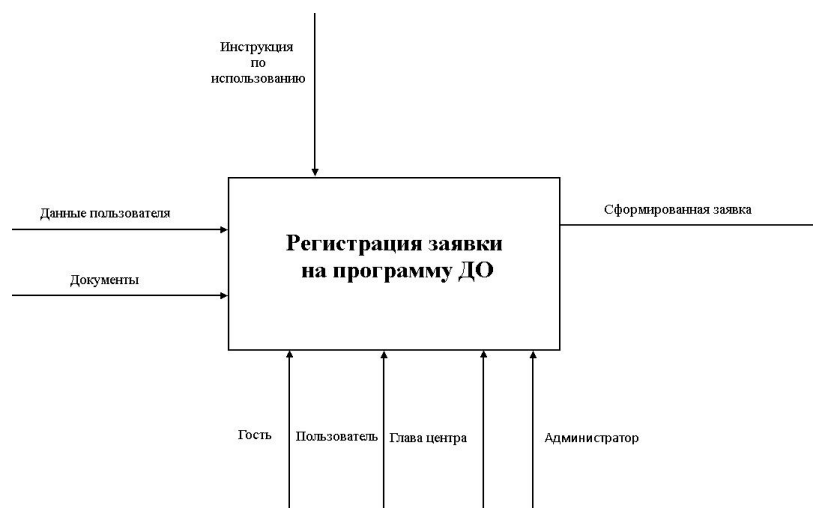 Инструкция
по
использованию
Данные пользователя
Сформированная заявка
Регистрация заявки
на программу ДО
Документы
Гость
Пользователь
Глава центра
Администратор